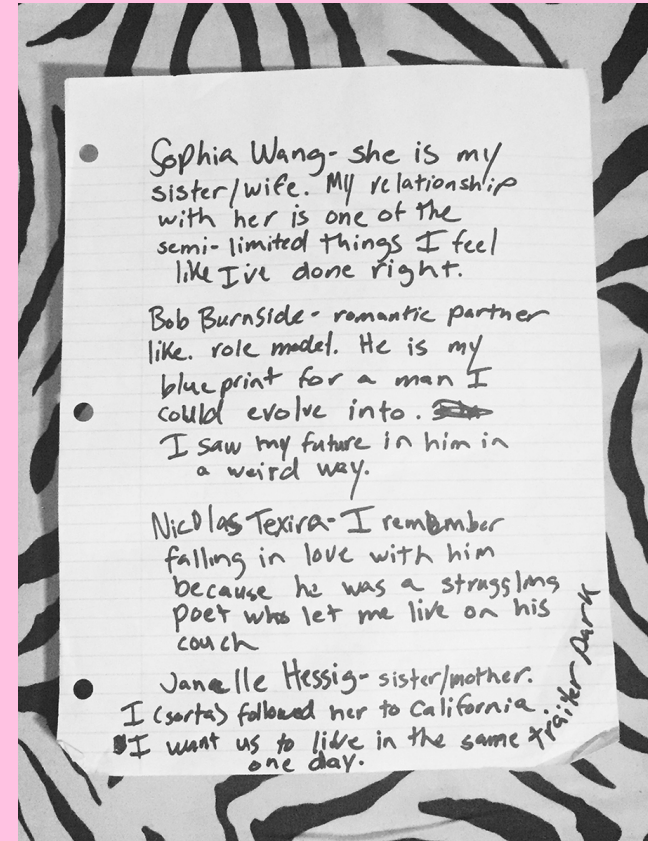 Sophia Wang- she is my
sister/wife. My relationship
with her is one of the
semi-limited things I feel
like I've done right.
Bob Burnside- romantic partner
like. role model. He is my
blueprint for a man I
could evolve into.
I saw my future in him in
a weird way.
Nicolas Texira- I remember
falling in love with him
because he was a struggling
poet who let me live on his
couch
Janelle Hessig- sister/mother.
I (sorta) followed her to California.
I want us to live in the same trailer park
one day.